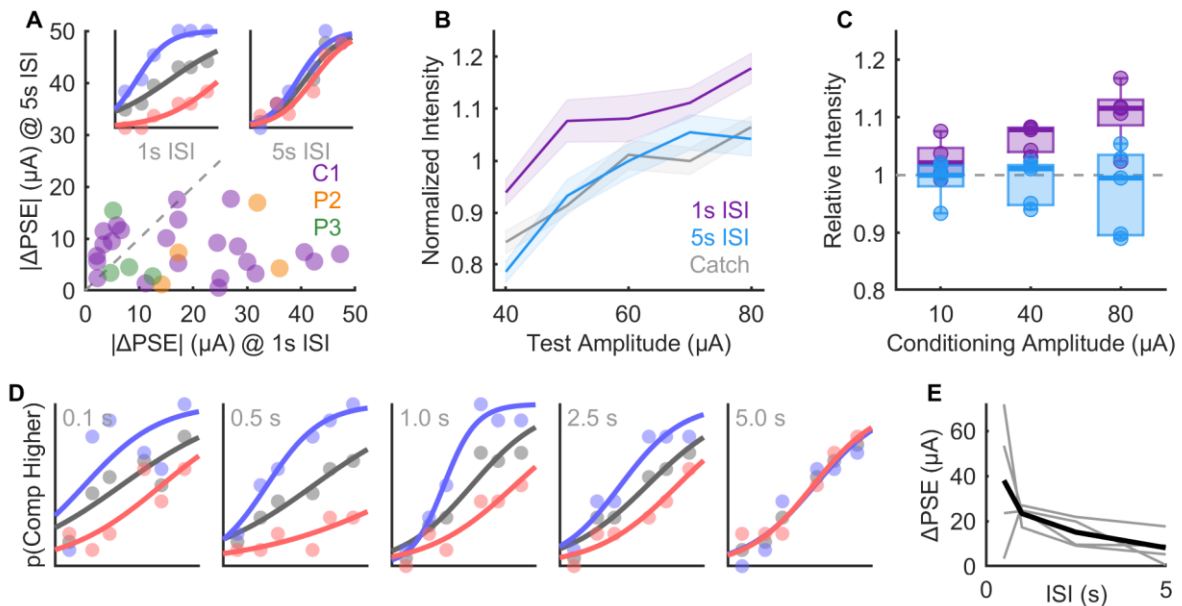 A
|ΔPSE| (μA) @ 5s ISI
50
40
30
20
10
0
1s ISI
5s ISI
C1
P2
P3
0
10
20
30
40
50
|ΔPSE| (μA) @ 1s ISI
B
Normalized Intensity
1.2
1.1
1
0.9
0.8
1s ISI
5s ISI
Catch
40
50
60
70
80
Test Amplitude (μA)
C
Relative Intensity
1.2
1.1
1
0.9
0.8
10
40
80
Conditioning Amplitude (μA)
D
p(Comp Higher)
0.1 s
0.5 s
1.0 s
2.5 s
5.0 s
E
ΔPSE (μA)
60
40
20
0
0
5
ISI (s)